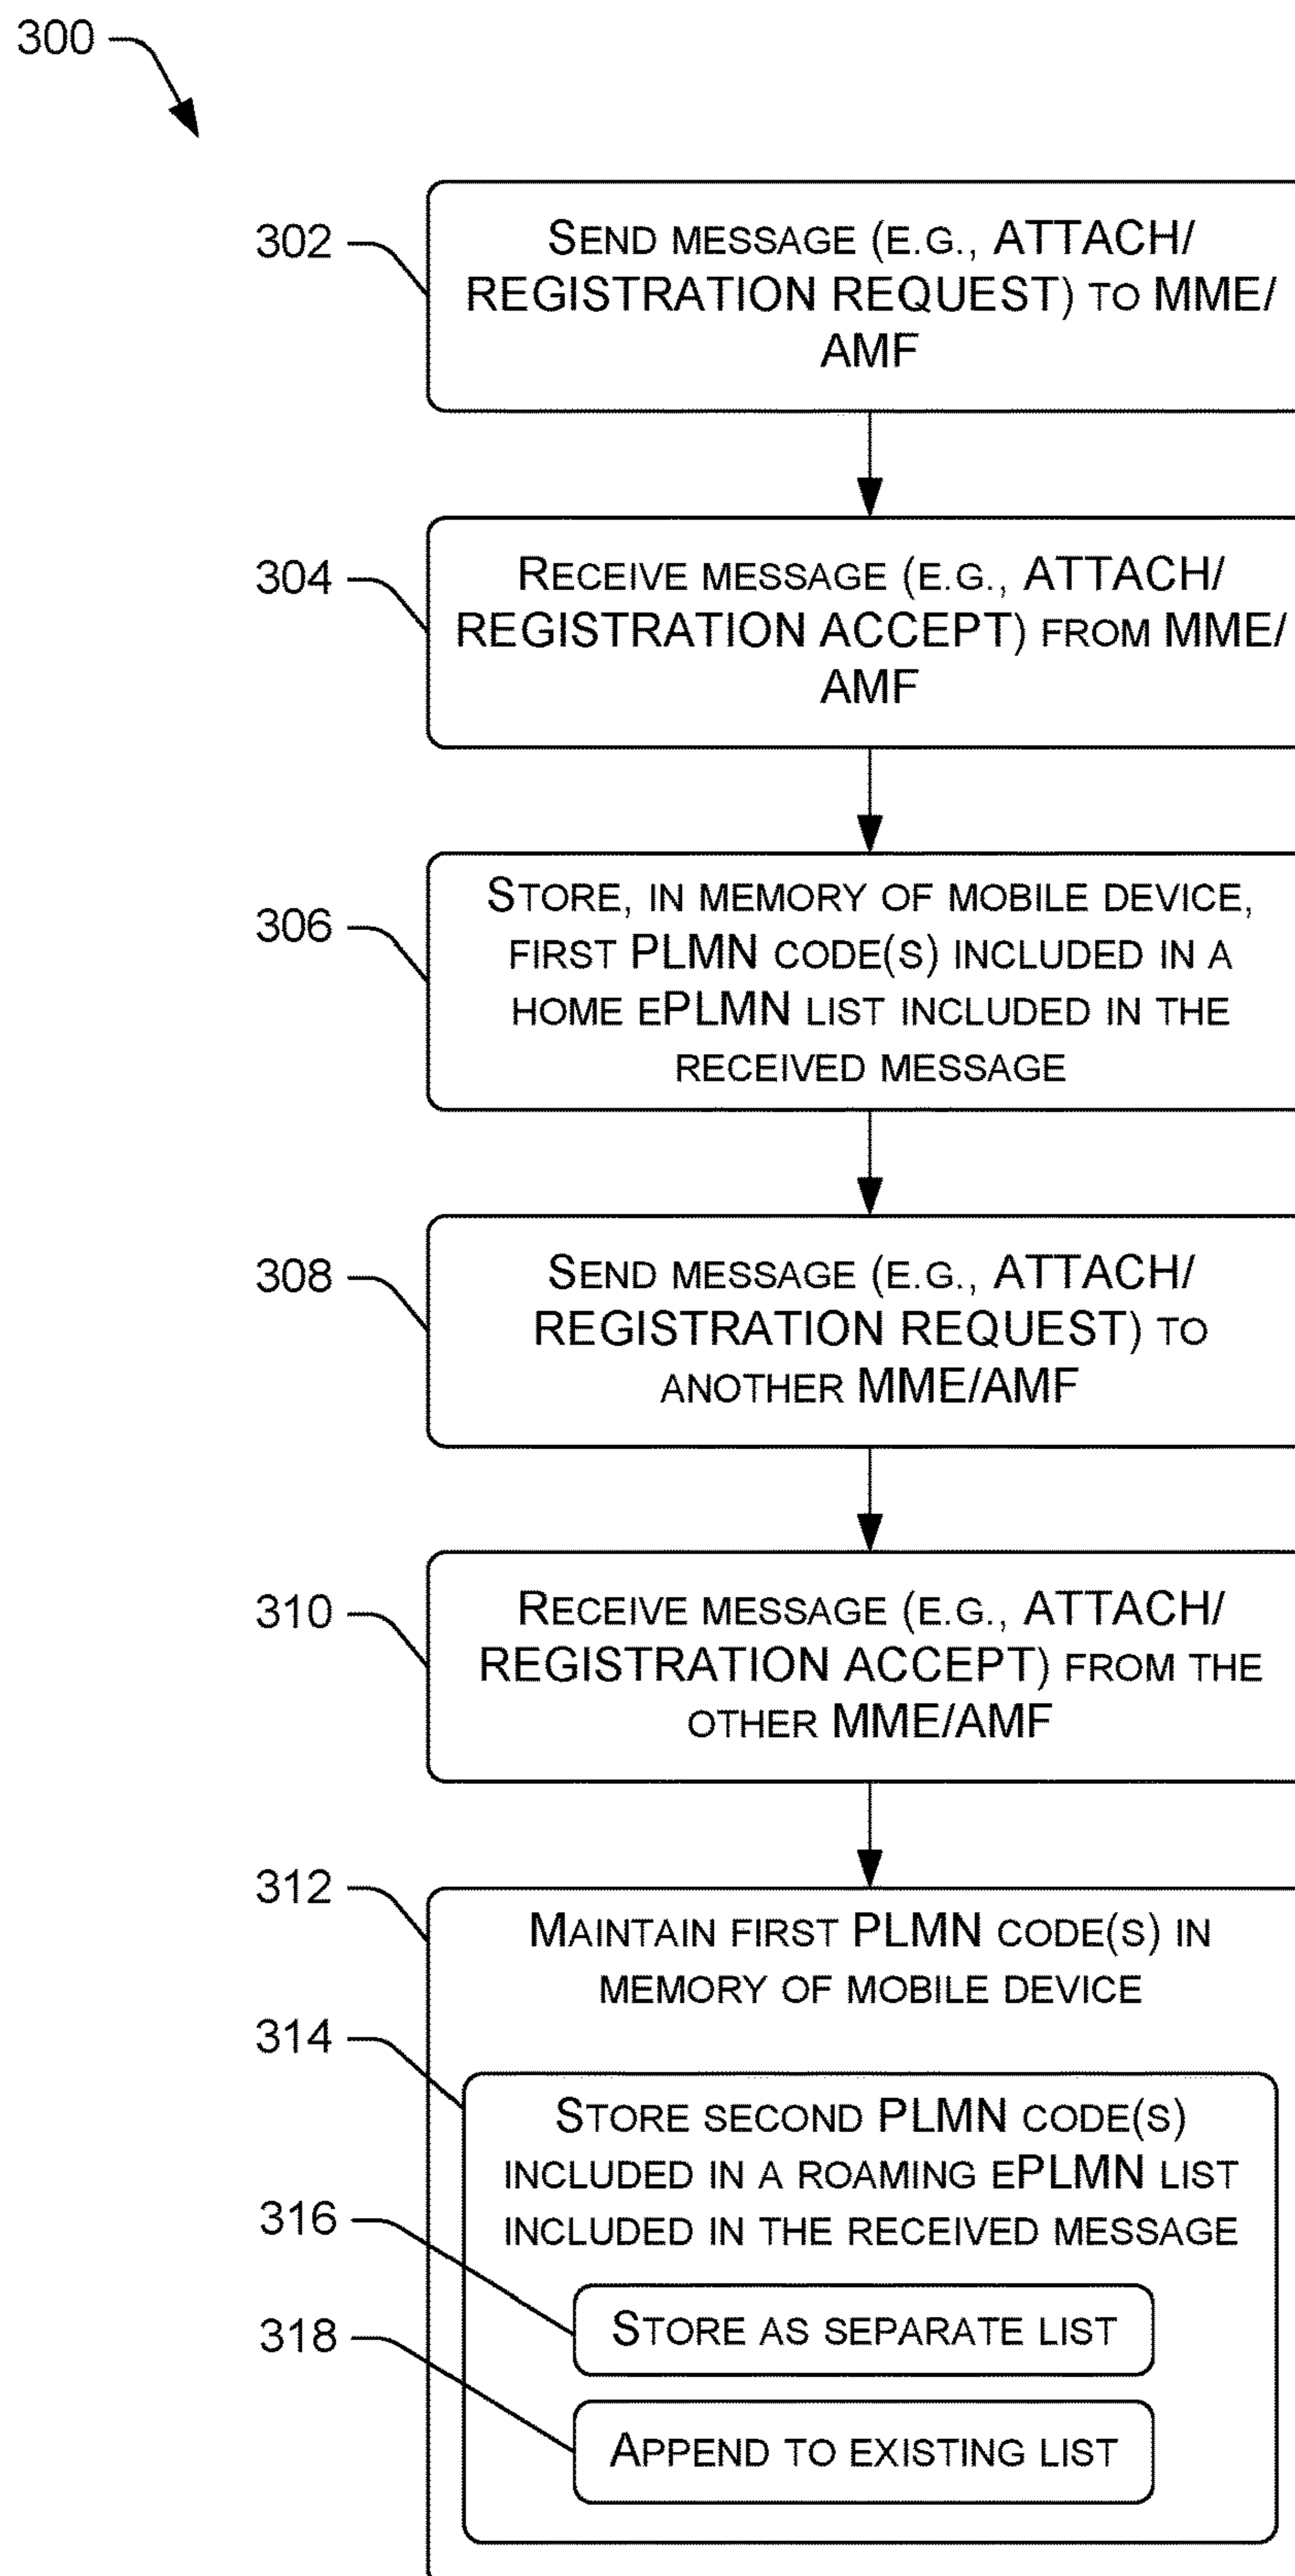 300
302
SEND MESSAGE (E.G., ATTACH/
REGISTRATION REQUEST) TO MME/
AMF
304
RECEIVE MESSAGE (E.G., ATTACH/
REGISTRATION ACCEPT) FROM MME/
AMF
306
STORE, IN MEMORY OF MOBILE DEVICE,
FIRST PLMN CODE(S) INCLUDED IN A
HOME EPLMN LIST INCLUDED IN THE
RECEIVED MESSAGE
308
SEND MESSAGE (E.G., ATTACH/
REGISTRATION REQUEST) TO
ANOTHER MME/AMF
310
RECEIVE MESSAGE (E.G., ATTACH/
REGISTRATION ACCEPT) FROM THE
OTHER MME/AMF
312
MAINTAIN FIRST PLMN CODE(S) IN
MEMORY OF MOBILE DEVICE
314
STORE SECOND PLMN CODE(S)
INCLUDED IN A ROAMING EPLMN LIST
INCLUDED IN THE RECEIVED MESSAGE
316
STORE AS SEPARATE LIST
318
APPEND TO EXISTING LIST